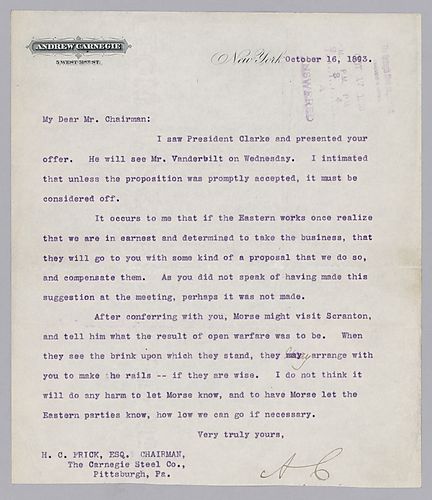 ANDREW CARNEGIE
5 WEST 51ST ST.
New York October 16, 1893.
ANSWERED
My Dear Mr. Chairman:
I saw President Clarke and presented your
offer. He will see Mr. Vanderbilt on Wednesday. I intimated
that unless the proposition was promptly accepted, it must be
considered off.
It occurs to me that if the Eastern works once realize
that we are in earnest and determined to take the business, that
they will go to you with some kind of a proposal that we do so,
and compensate them. As you did not speak of having made this
suggestion at the meeting, perhaps it was not made.
After conferring with you, Morse might visit Scranton,
and tell him what the result of open warfare was to be. When
they see the brink upon which they stand, they may arrange with
you to make the rails -- if they are wise. I do not think it
will do any harm to let Morse know, and to have Morse let the
Eastern parties know, how low we can go if necessary.
Very truly yours,
A C
H. C. FRICK, ESQ. CHAIRMAN,
The Carnegie Steel Co.,
Pittsburgh, Pa.